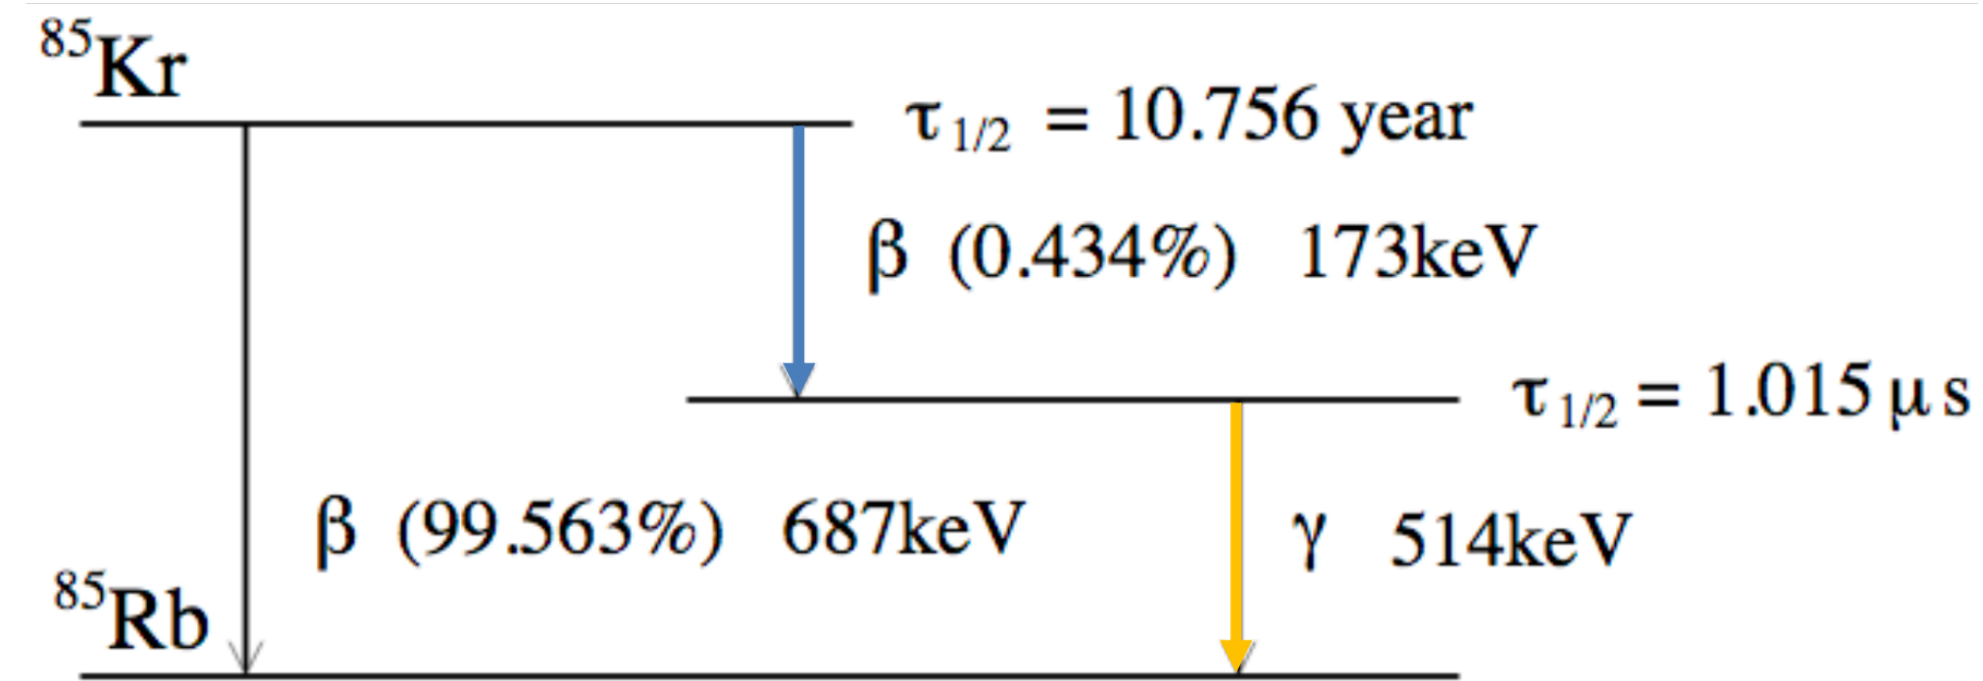 ⁸⁵Kr
τ₁/₂ = 10.756 year
β (0.434%) 173keV
τ₁/₂ = 1.015 μs
β (99.563%) 687keV
γ 514keV
⁸⁵Rb